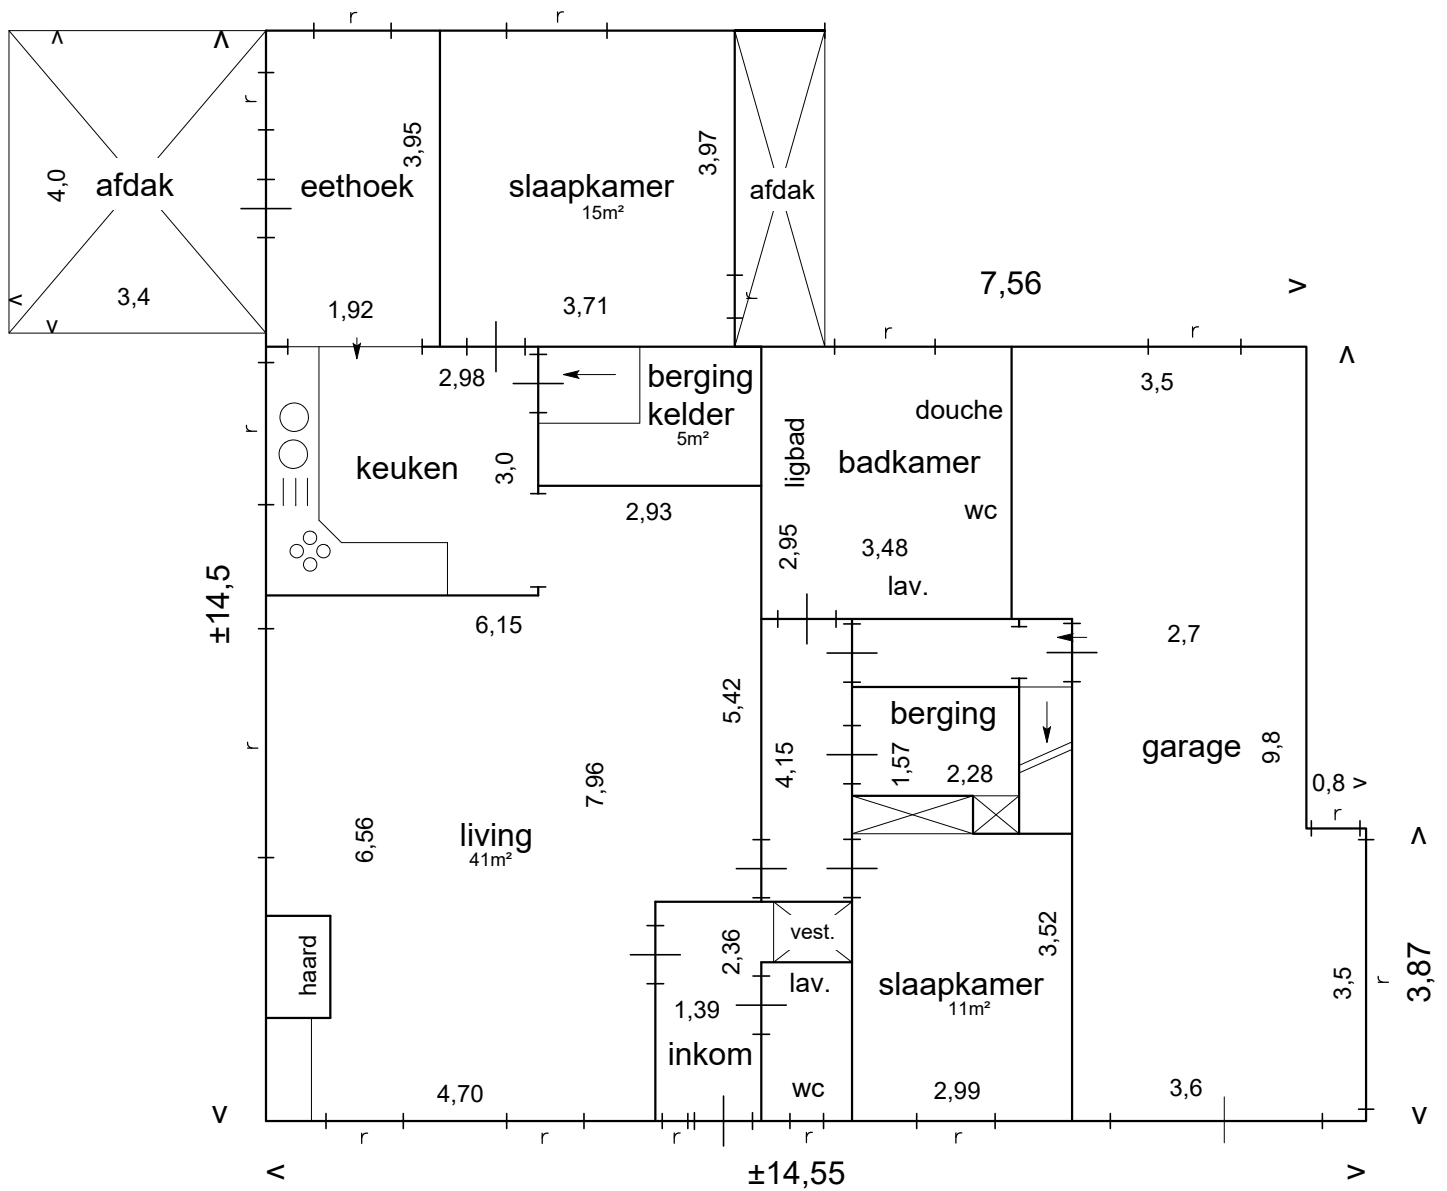 r
r
4,0
afdak
3,4
r
eethoek
3,95
1,92
slaapkamer
15m²
3,97
3,71
afdak
r
7,56
r
r
r
2,98
keuken
3,0
berging
kelder
5m²
2,93
ligbad
douche
badkamer
wc
2,95
3,48
lav.
3,5
±14,5
6,15
5,42
2,7
r
berging
1,57
2,28
4,15
garage
9,8
0,8
r
7,96
6,56
living
41m²
haard
4,70
vest.
2,36
1,39
inkom
lav.
wc
3,52
slaapkamer
11m²
2,99
3,6
3,5
r
3,87
r
r
r
r
r
±14,55